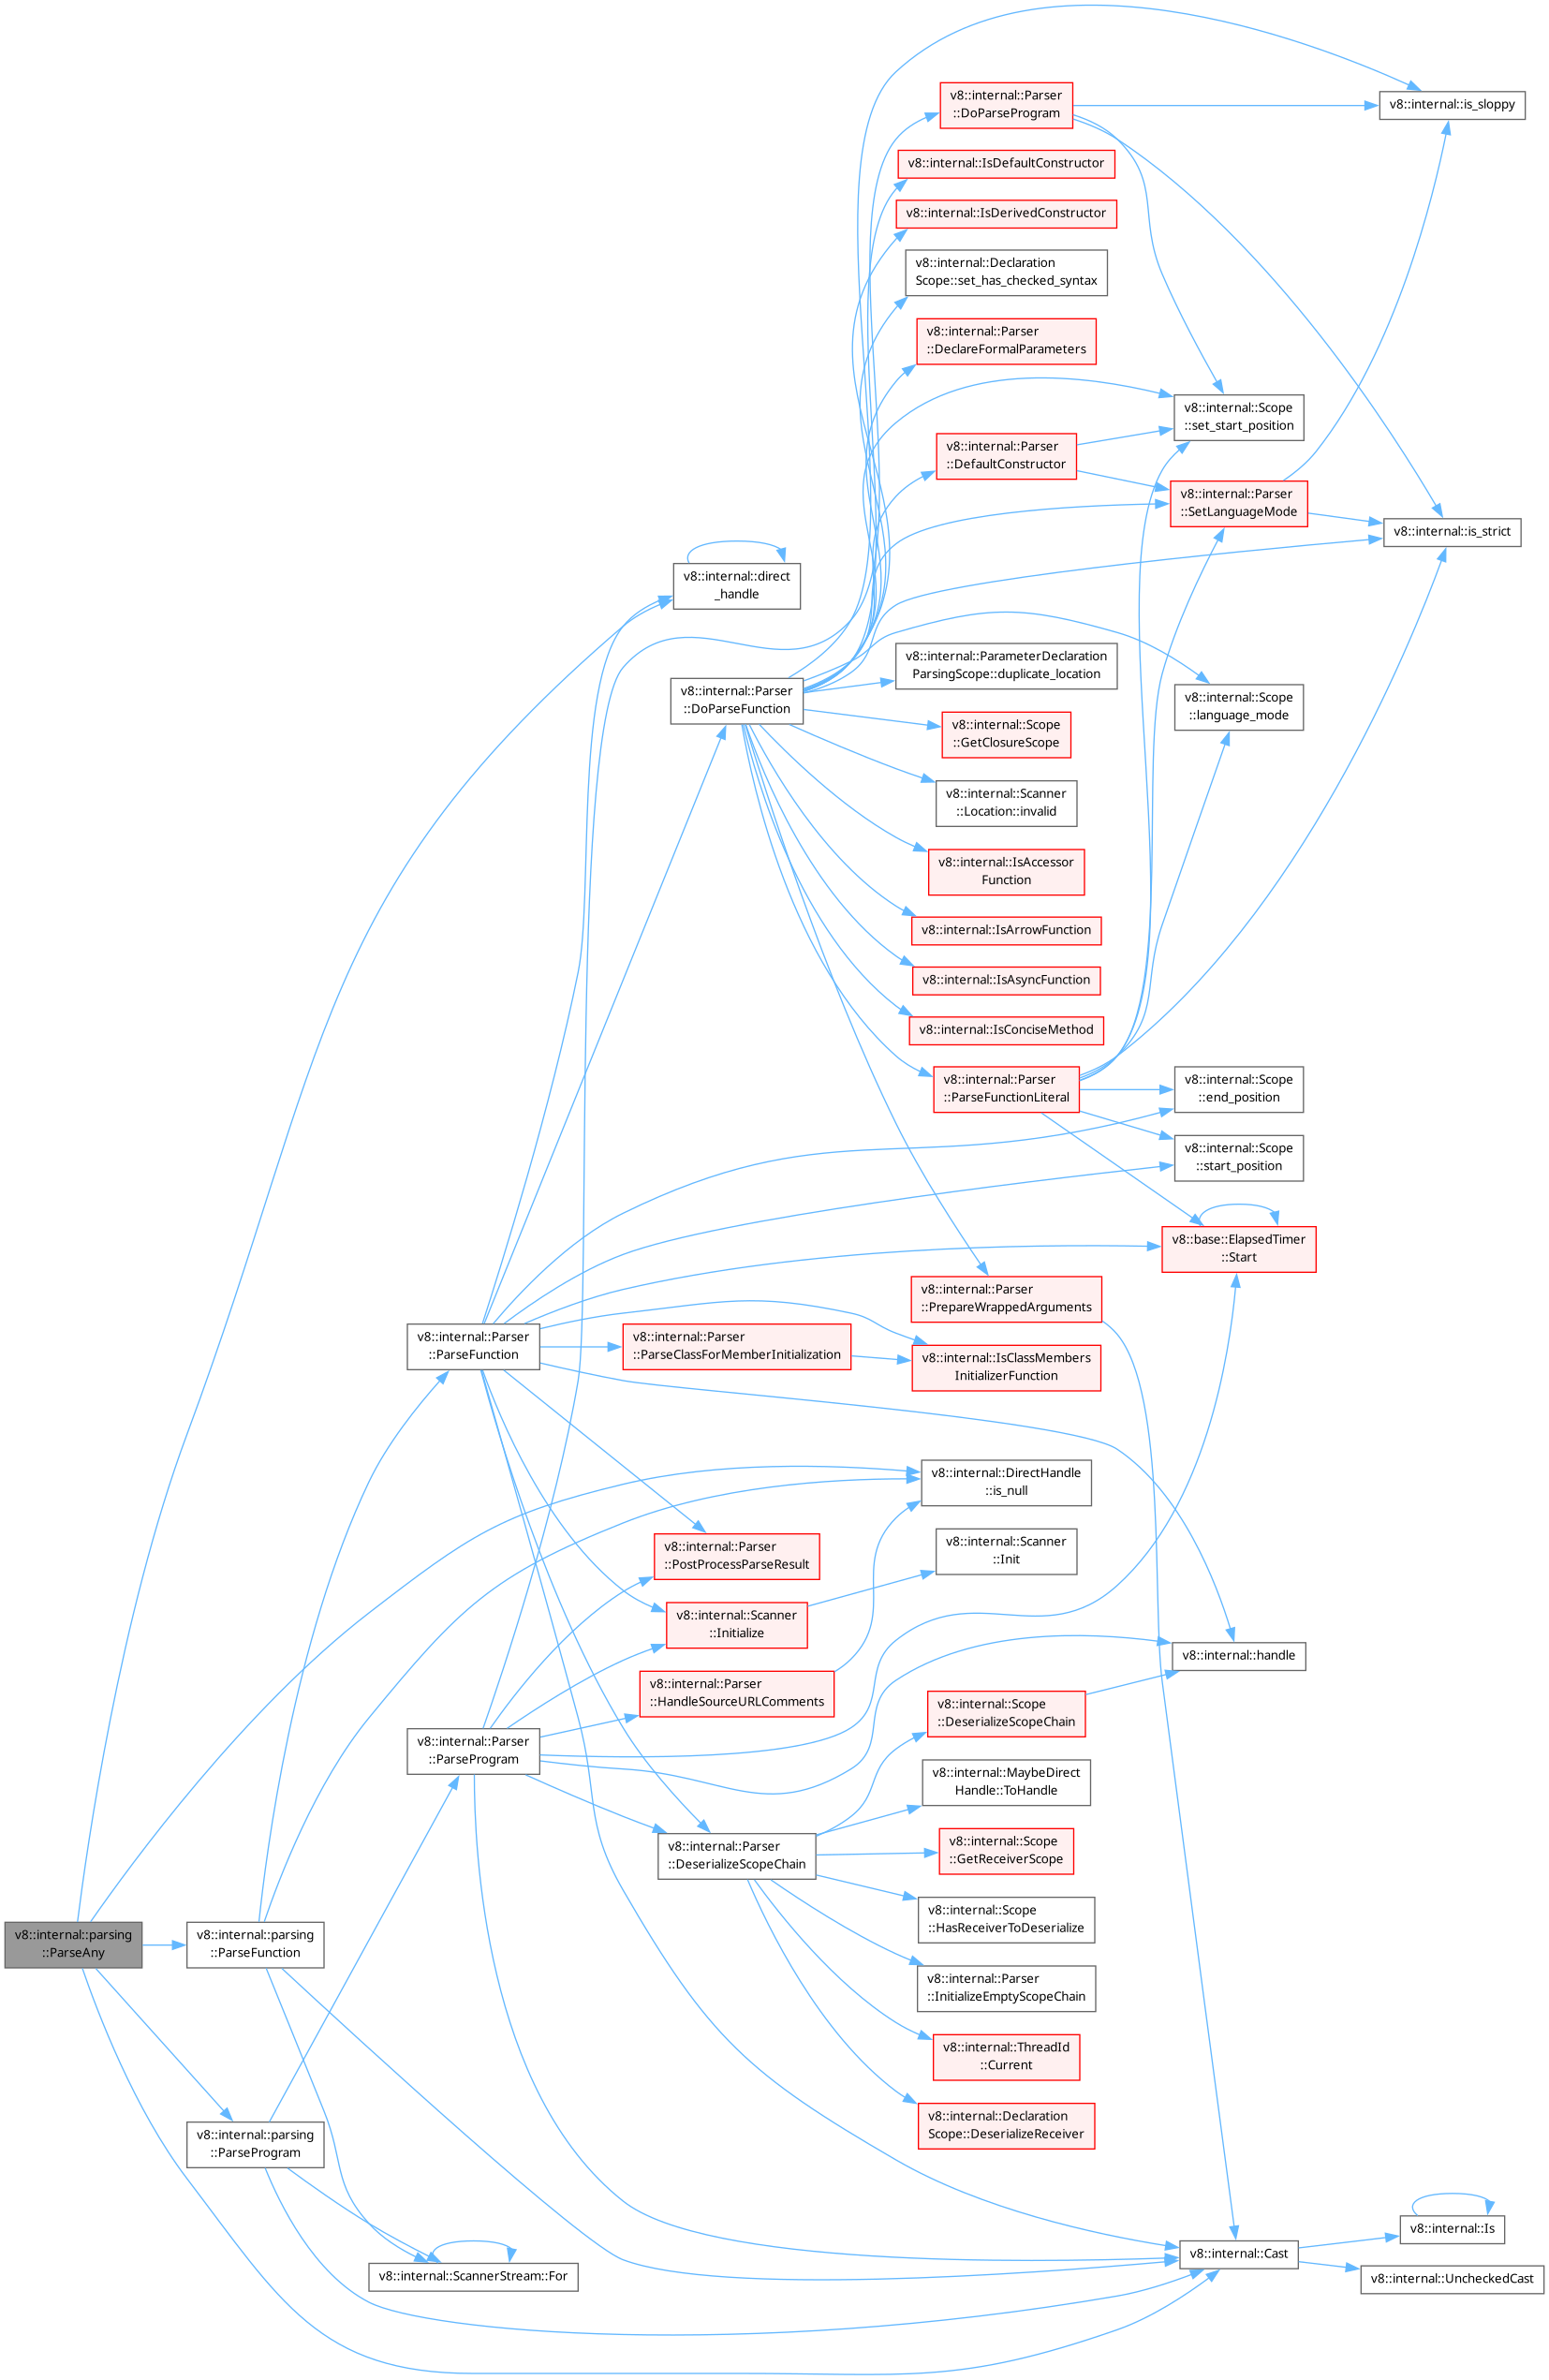 v8::internal::parsing
::ParseAny
v8::internal::parsing
::ParseFunction
v8::internal::parsing
::ParseProgram
v8::internal::Parser
::ParseFunction
v8::internal::Parser
::ParseProgram
v8::internal::ScannerStream::For
v8::internal::direct
_handle
v8::internal::Parser
::DoParseFunction
v8::internal::Parser
::ParseClassForMemberInitialization
v8::internal::Parser
::PostProcessParseResult
v8::internal::Scanner
::Initialize
v8::internal::Parser
::HandleSourceURLComments
v8::internal::Parser
::DeserializeScopeChain
v8::internal::Parser
::DoParseProgram
v8::internal::IsDefaultConstructor
v8::internal::IsDerivedConstructor
v8::internal::Declaration
Scope::set_has_checked_syntax
v8::internal::Parser
::DeclareFormalParameters
v8::internal::Parser
::DefaultConstructor
v8::internal::ParameterDeclaration
ParsingScope::duplicate_location
v8::internal::Scope
::GetClosureScope
v8::internal::Scanner
::Location::invalid
v8::internal::IsAccessor
Function
v8::internal::IsArrowFunction
v8::internal::IsAsyncFunction
v8::internal::IsConciseMethod
v8::internal::Parser
::ParseFunctionLiteral
v8::internal::Parser
::PrepareWrappedArguments
v8::internal::IsClassMembers
InitializerFunction
v8::internal::DirectHandle
::is_null
v8::internal::Scanner
::Init
v8::internal::Scope
::DeserializeScopeChain
v8::internal::MaybeDirect
Handle::ToHandle
v8::internal::Scope
::GetReceiverScope
v8::internal::Scope
::HasReceiverToDeserialize
v8::internal::Parser
::InitializeEmptyScopeChain
v8::internal::ThreadId
::Current
v8::internal::Declaration
Scope::DeserializeReceiver
v8::internal::Scope
::set_start_position
v8::internal::Parser
::SetLanguageMode
v8::internal::Scope
::language_mode
v8::internal::Scope
::end_position
v8::internal::Scope
::start_position
v8::base::ElapsedTimer
::Start
v8::internal::handle
v8::internal::Cast
v8::internal::is_sloppy
v8::internal::is_strict
v8::internal::Is
v8::internal::UncheckedCast